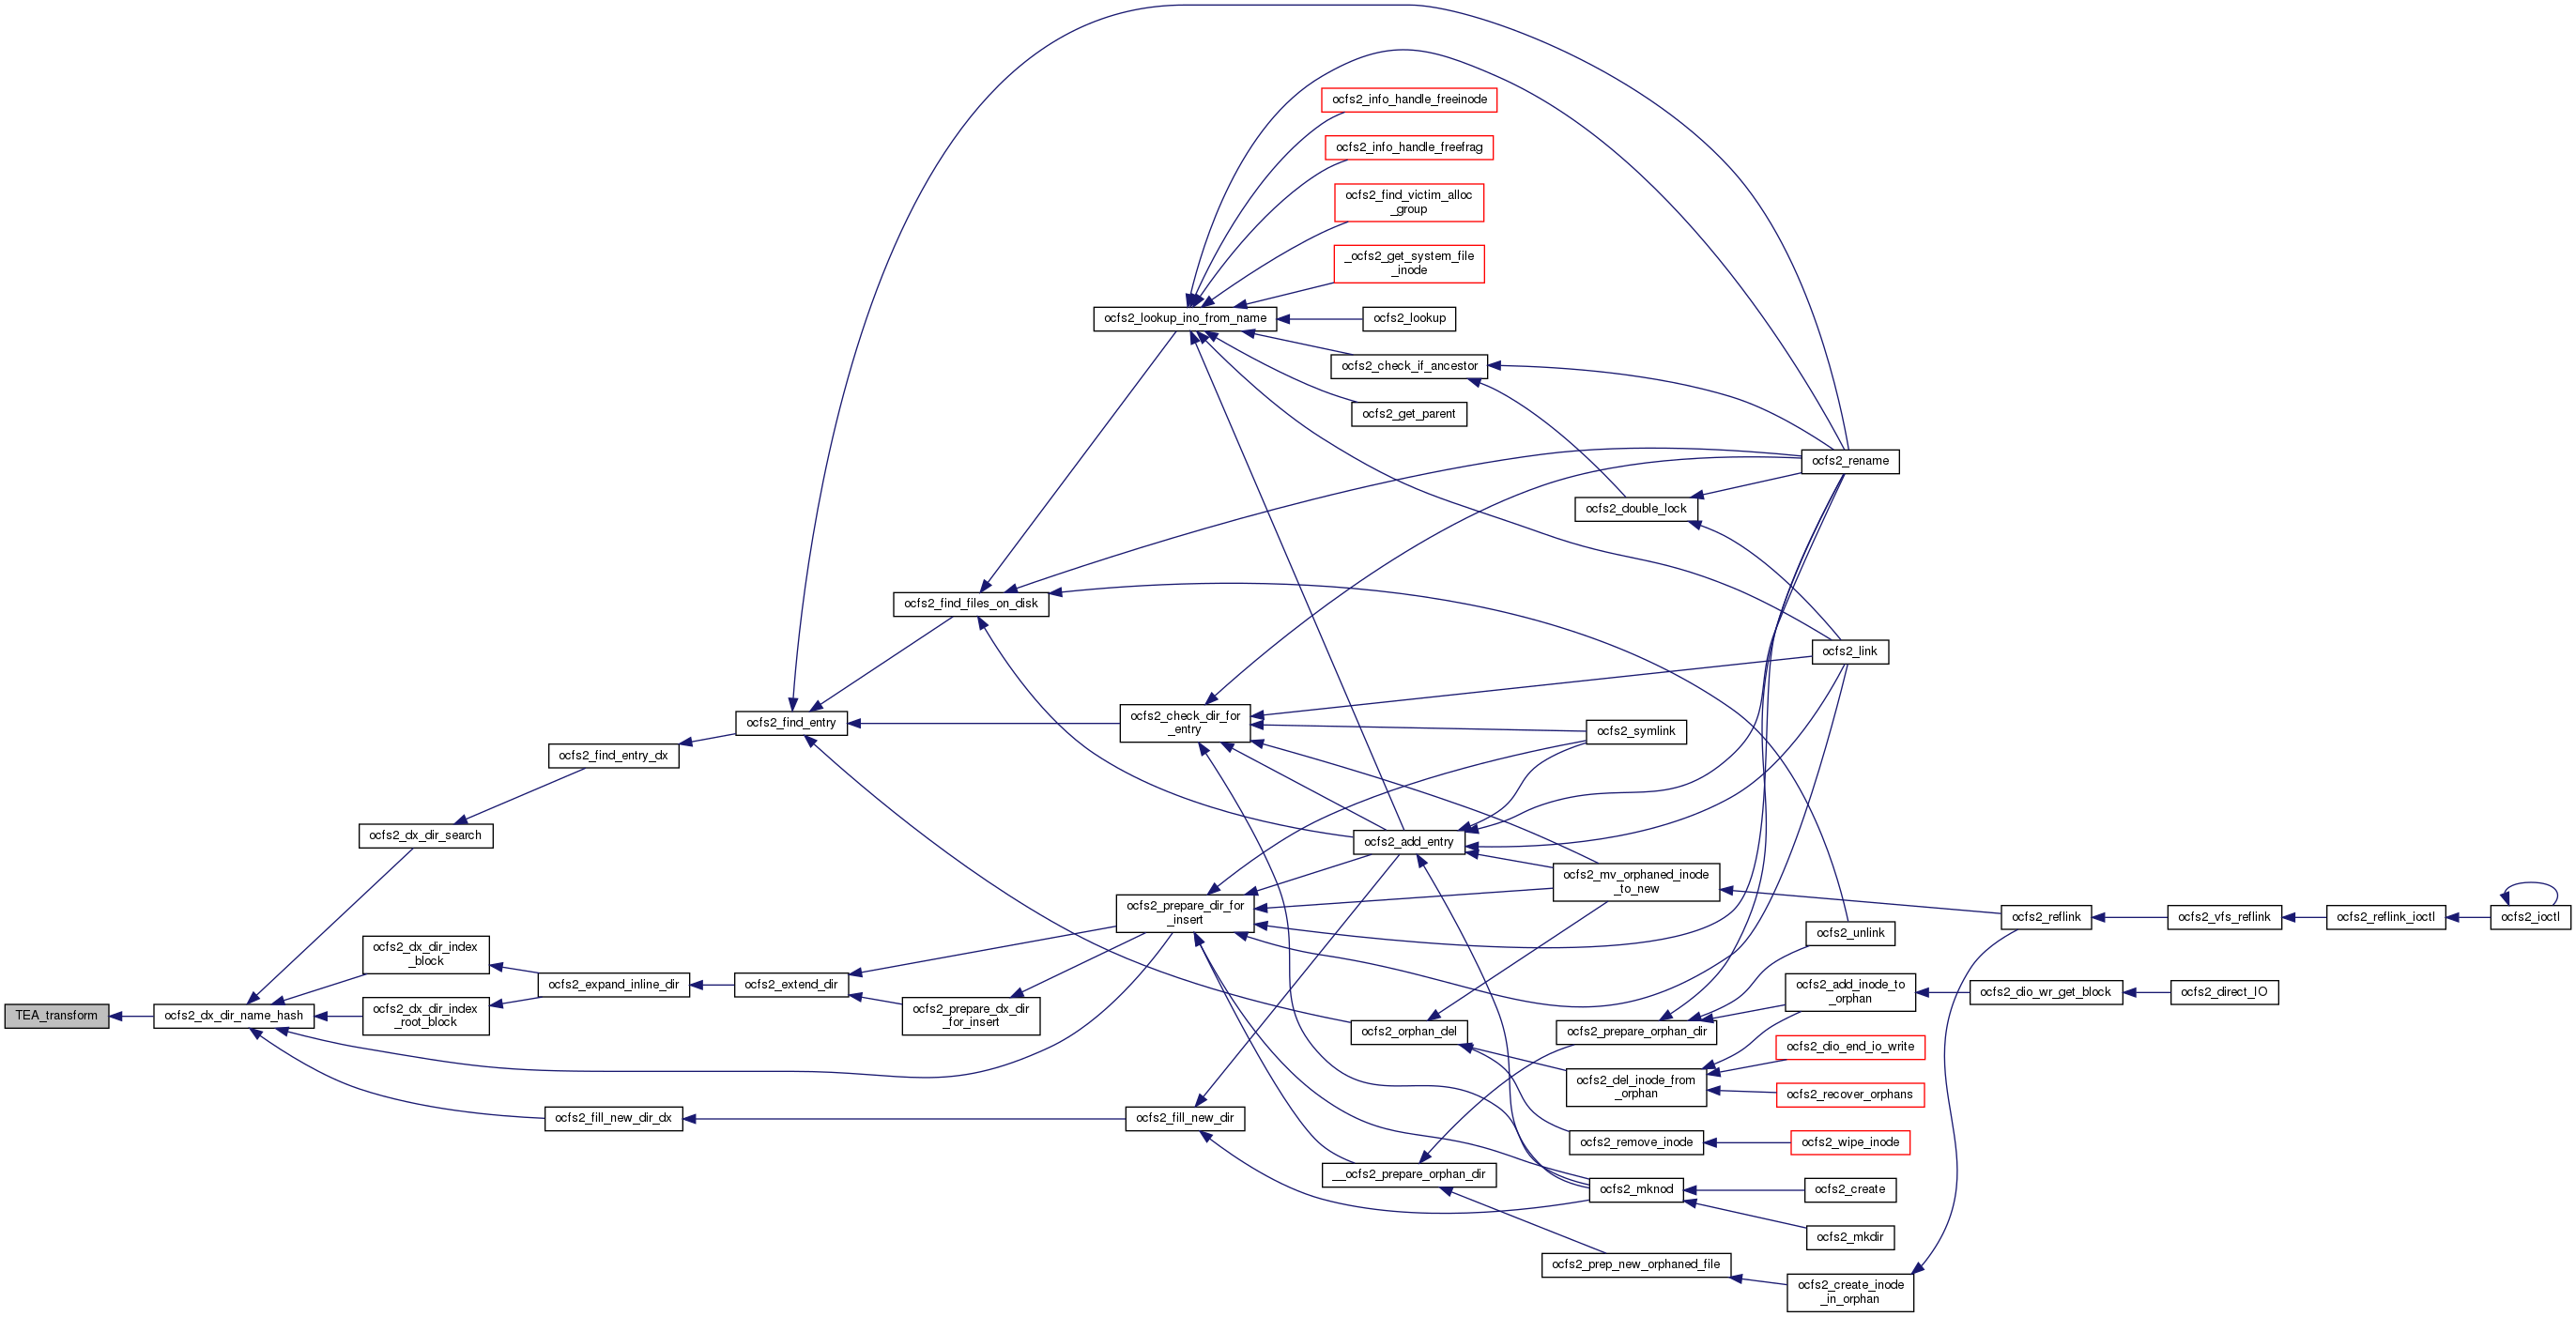 ocfs2_info_handle_freeinode
ocfs2_info_handle_freefrag
ocfs2_find_victim_alloc
_group
_ocfs2_get_system_file
_inode
ocfs2_lookup_ino_from_name
ocfs2_lookup
ocfs2_check_if_ancestor
ocfs2_get_parent
ocfs2_rename
ocfs2_double_lock
ocfs2_find_files_on_disk
ocfs2_link
ocfs2_find_entry
ocfs2_check_dir_for
_entry
ocfs2_symlink
ocfs2_find_entry_dx
ocfs2_dx_dir_search
ocfs2_add_entry
ocfs2_mv_orphaned_inode
_to_new
ocfs2_prepare_dir_for
_insert
ocfs2_reflink
ocfs2_vfs_reflink
ocfs2_reflink_ioctl
ocfs2_ioctl
ocfs2_unlink
ocfs2_dx_dir_index
_block
ocfs2_expand_inline_dir
ocfs2_extend_dir
ocfs2_add_inode_to
_orphan
ocfs2_dio_wr_get_block
ocfs2_direct_IO
TEA_transform
ocfs2_dx_dir_name_hash
ocfs2_dx_dir_index
_root_block
ocfs2_prepare_dx_dir
_for_insert
ocfs2_orphan_del
ocfs2_prepare_orphan_dir
ocfs2_dio_end_io_write
ocfs2_del_inode_from
_orphan
ocfs2_recover_orphans
ocfs2_fill_new_dir_dx
ocfs2_fill_new_dir
ocfs2_remove_inode
ocfs2_wipe_inode
__ocfs2_prepare_orphan_dir
ocfs2_mknod
ocfs2_create
ocfs2_mkdir
ocfs2_prep_new_orphaned_file
ocfs2_create_inode
_in_orphan